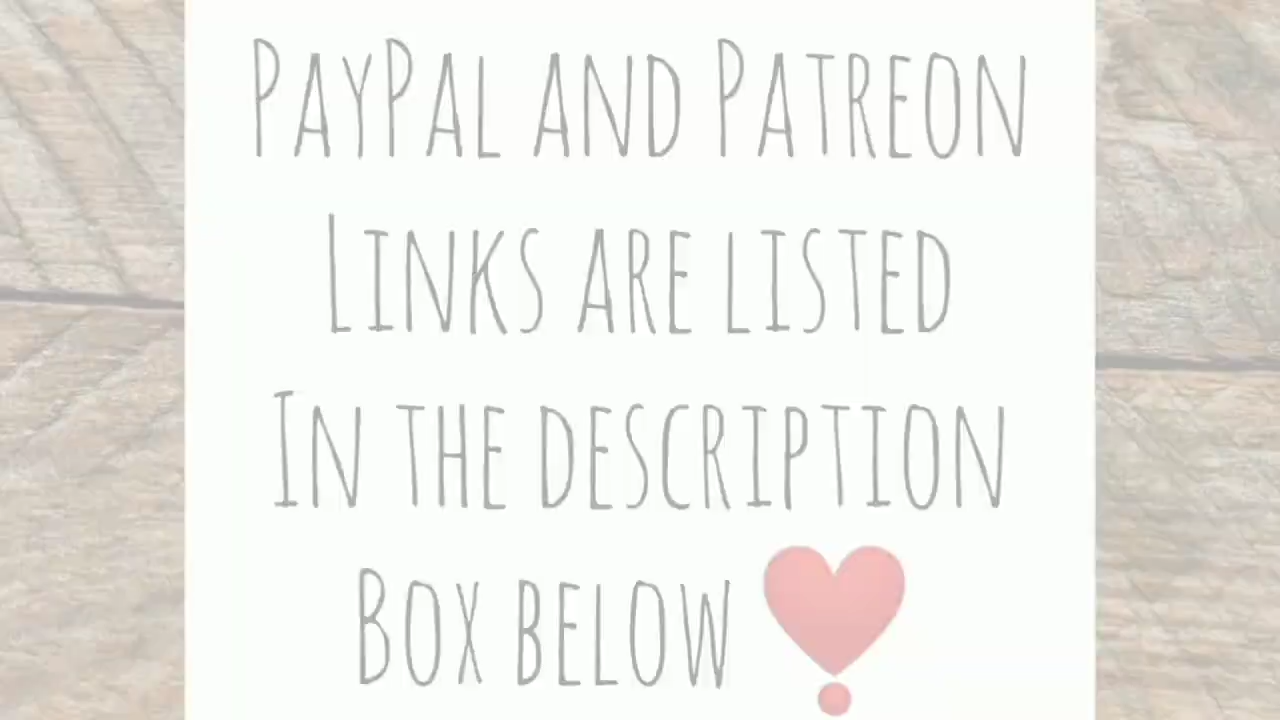 PayPal and Patreon
Links are listed
In the description
Box below ❣